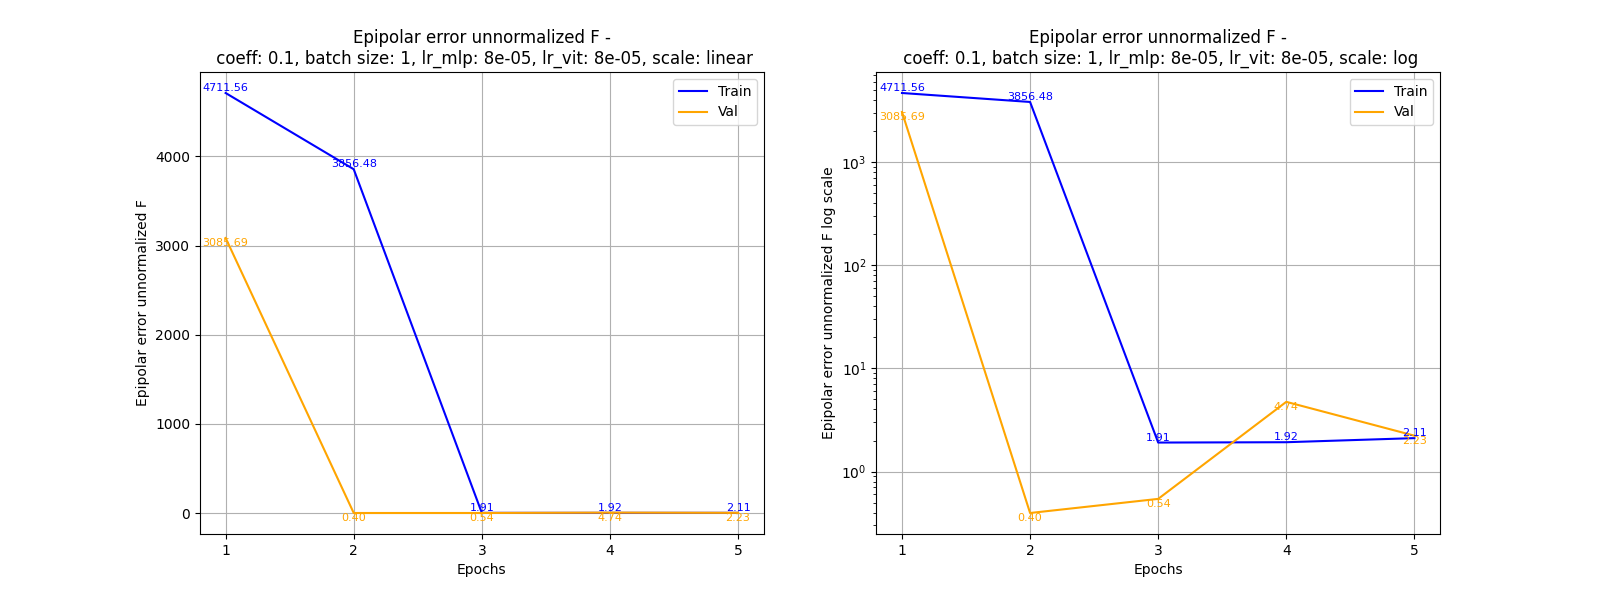 Epipolar error unnormalized F -
coeff: 0.1, batch size: 1, lr_mlp: 8e-05, lr_vit: 8e-05, scale: linear
Train
Val
4711.56
3856.48
1.91
1.92
2.11
3085.69
0.40
0.54
4.74
2.23
4000
3000
2000
1000
0
Epipolar error unnormalized F
1 2 3 4 5
Epochs
Epipolar error unnormalized F -
coeff: 0.1, batch size: 1, lr_mlp: 8e-05, lr_vit: 8e-05, scale: log
Train
Val
4711.56
3856.48
1.91
1.92
2.11
3085.69
0.40
0.54
4.74
2.23
10³
10²
10¹
10⁰
Epipolar error unnormalized F log scale
1 2 3 4 5
Epochs